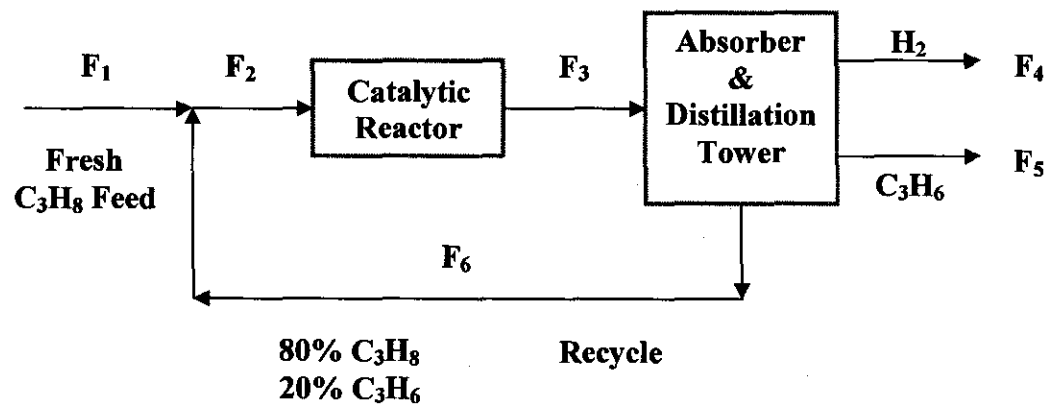 F₁
F₂
Catalytic
Reactor
F₃
Absorber
&
Distillation
Tower
H₂
F₄
C₃H₆
F₅
Fresh
C₃H₈ Feed
F₆
80% C₃H₈
20% C₃H₆
Recycle